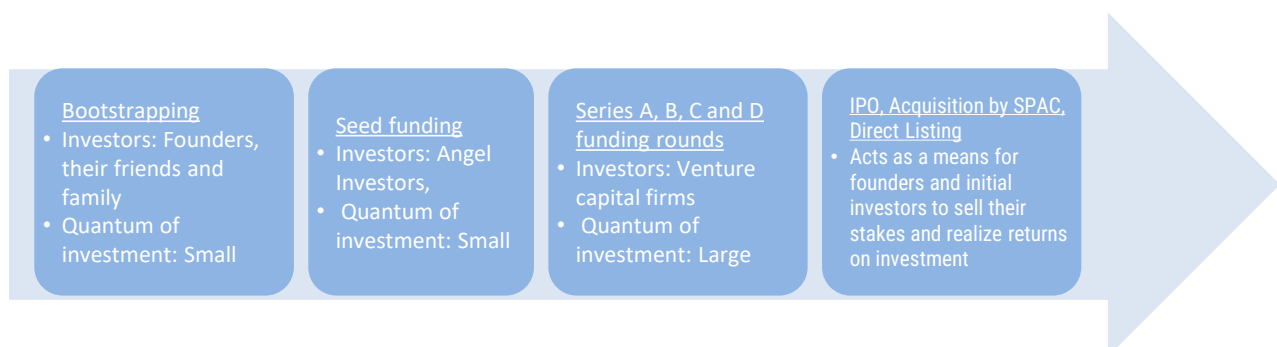 Bootstrapping
• Investors: Founders,
their friends and
family
• Quantum of
investment: Small
Seed funding
• Investors: Angel
Investors,
• Quantum of
investment: Small
Series A, B, C and D
funding rounds
• Investors: Venture
capital firms
• Quantum of
investment: Large
IPO, Acquisition by SPAC,
Direct Listing
• Acts as a means for
founders and initial
investors to sell their
stakes and realize returns
on investment